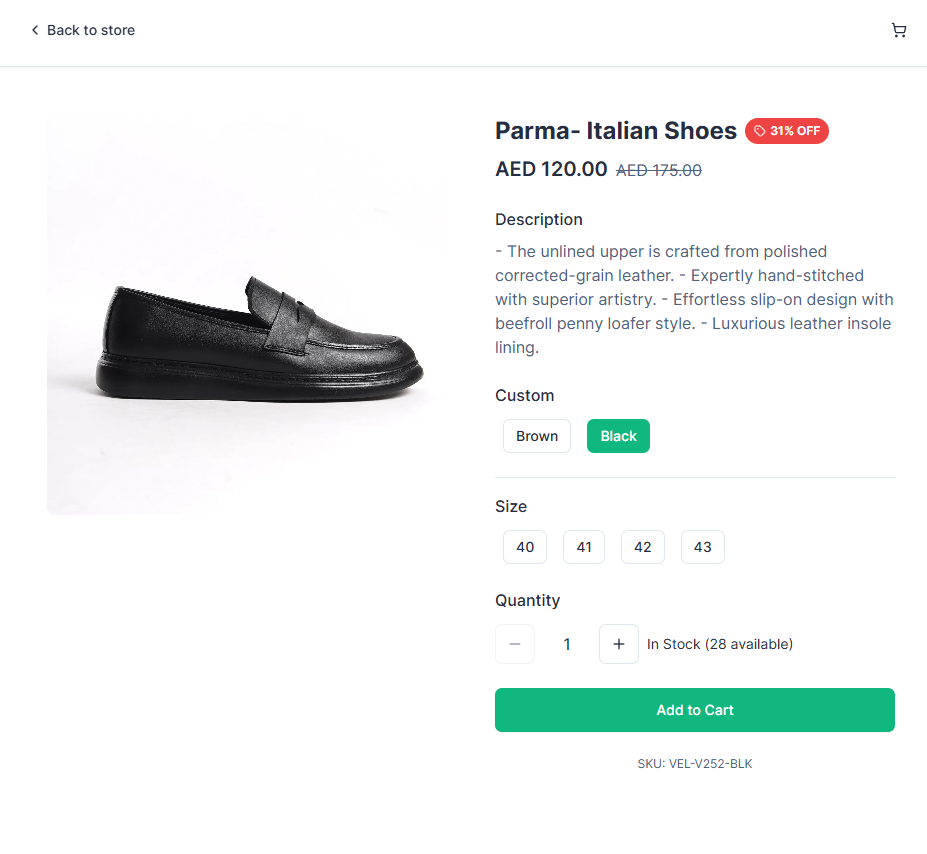 Back to store
Parma- Italian Shoes
31% OFF
AED 120.00 AED 175.00
Description
- The unlined upper is crafted from polished
corrected-grain leather. - Expertly hand-stitched
with superior artistry. - Effortless slip-on design with
beefroll penny loafer style. - Luxurious leather insole
lining.
Custom
Brown Black
Size
40 41 42 43
Quantity
− 1 + In Stock (28 available)
Add to Cart
SKU: VEL-V252-BLK